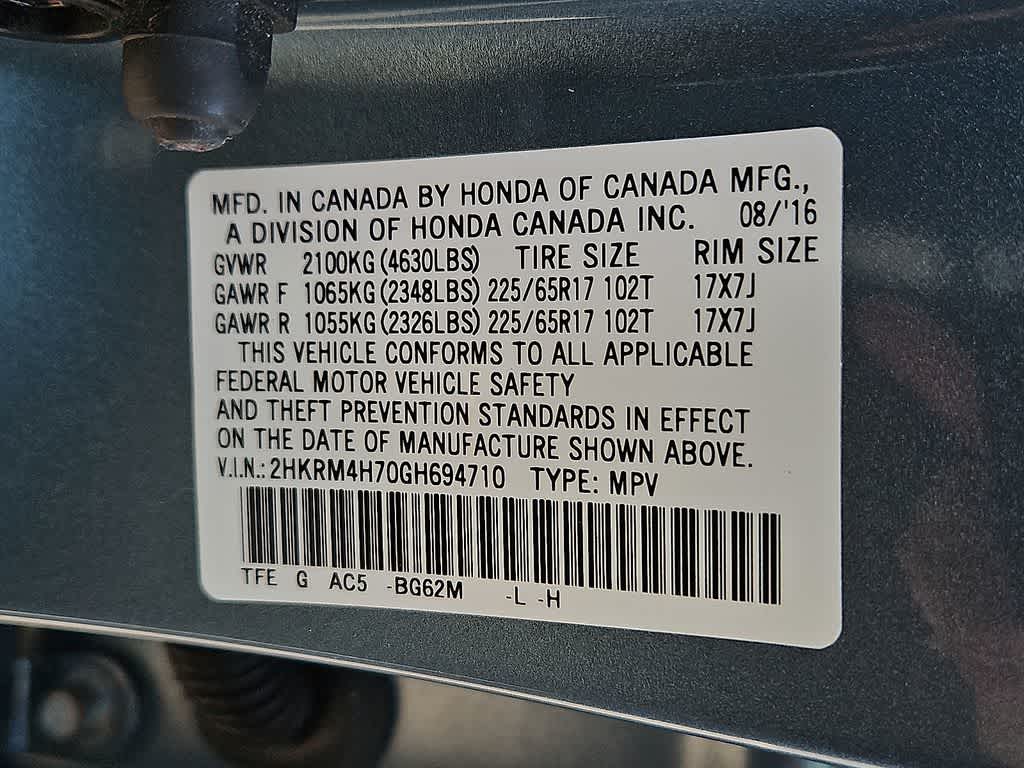 MFD. IN CANADA BY HONDA OF CANADA MFG.,
A DIVISION OF HONDA CANADA INC. 08/'16
GVWR 2100KG (4630LBS) TIRE SIZE RIM SIZE
GAWR F 1065KG (2348LBS) 225/65R17 102T 17X7J
GAWR R 1055KG (2326LBS) 225/65R17 102T 17X7J
THIS VEHICLE CONFORMS TO ALL APPLICABLE
FEDERAL MOTOR VEHICLE SAFETY
AND THEFT PREVENTION STANDARDS IN EFFECT
ON THE DATE OF MANUFACTURE SHOWN ABOVE.
V.I.N.: 2HKRM4H70GH694710 TYPE: MPV
TFE G AC5 -BG62M -L -H